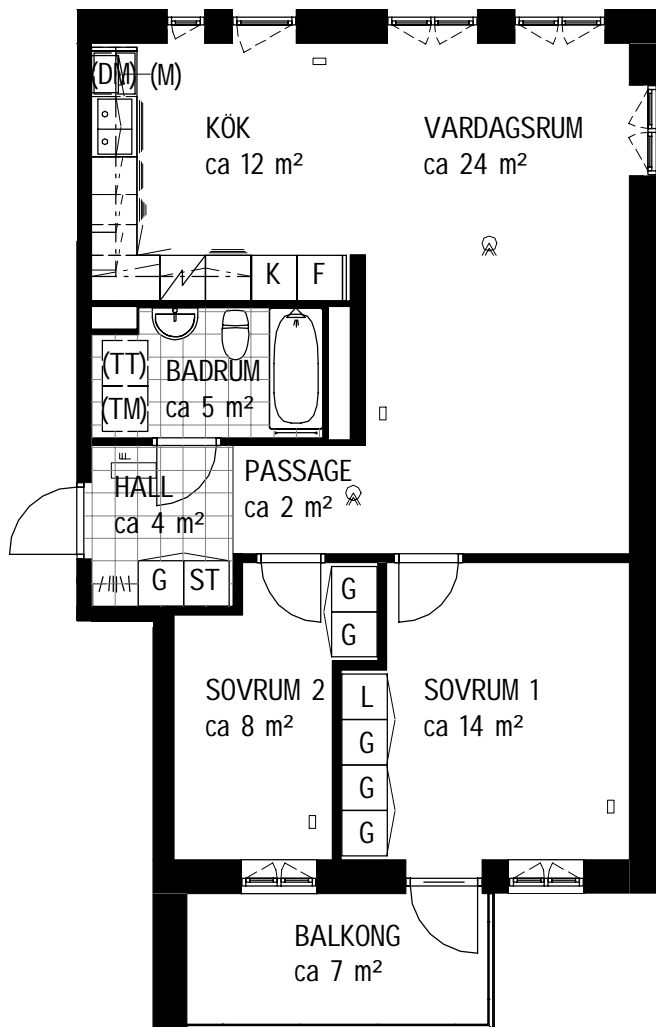 (DM) (M)
KÖK
ca 12 m²
VARDAGSRUM
ca 24 m²
K F
(TT)
(TM)
BADRUM
ca 5 m²
HALL
ca 4 m²
PASSAGE
ca 2 m²
G ST
G
G
SOVRUM 2
ca 8 m²
L
G
G
G
SOVRUM 1
ca 14 m²
BALKONG
ca 7 m²